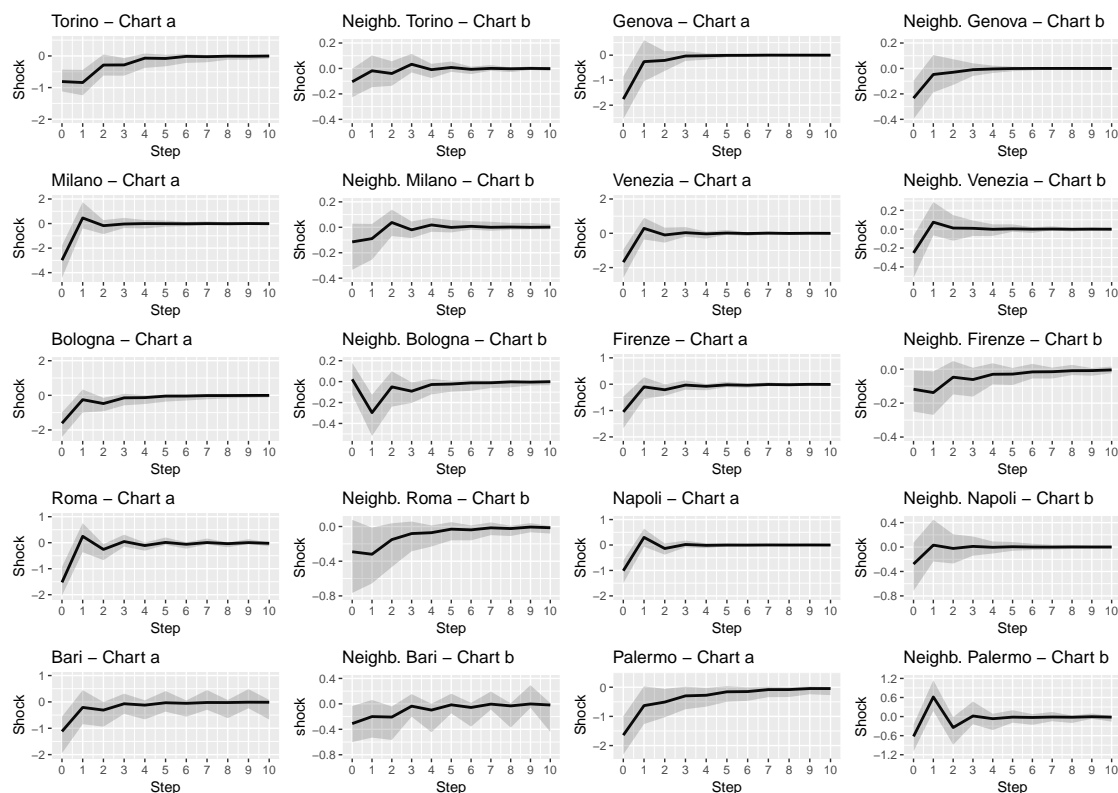 Torino – Chart a
Shock
0
−1
−2
0 1 2 3 4 5 6 7 8 9 10
Step
Neighb. Torino – Chart b
Shock
0.2
0.0
−0.2
−0.4
0 1 2 3 4 5 6 7 8 9 10
Step
Genova – Chart a
Shock
0
−1
−2
0 1 2 3 4 5 6 7 8 9 10
Step
Neighb. Genova – Chart b
Shock
0.2
0.0
−0.2
−0.4
0 1 2 3 4 5 6 7 8 9 10
Step
Milano – Chart a
Shock
2
0
−2
−4
0 1 2 3 4 5 6 7 8 9 10
Step
Neighb. Milano – Chart b
Shock
0.2
0.0
−0.2
−0.4
0 1 2 3 4 5 6 7 8 9 10
Step
Venezia – Chart a
Shock
2
0
−2
0 1 2 3 4 5 6 7 8 9 10
Step
Neighb. Venezia – Chart b
Shock
0.2
0.0
−0.2
−0.4
0 1 2 3 4 5 6 7 8 9 10
Step
Bologna – Chart a
Shock
2
0
−2
0 1 2 3 4 5 6 7 8 9 10
Step
Neighb. Bologna – Chart b
Shock
0.2
0.0
−0.2
−0.4
0 1 2 3 4 5 6 7 8 9 10
Step
Firenze – Chart a
Shock
1
0
−1
−2
0 1 2 3 4 5 6 7 8 9 10
Step
Neighb. Firenze – Chart b
Shock
0.0
−0.2
−0.4
0 1 2 3 4 5 6 7 8 9 10
Step
Roma – Chart a
Shock
1
0
−1
−2
0 1 2 3 4 5 6 7 8 9 10
Step
Neighb. Roma – Chart b
Shock
0.0
−0.4
−0.8
0 1 2 3 4 5 6 7 8 9 10
Step
Napoli – Chart a
Shock
1
0
−1
−2
0 1 2 3 4 5 6 7 8 9 10
Step
Neighb. Napoli – Chart b
Shock
0.4
0.0
−0.4
−0.8
0 1 2 3 4 5 6 7 8 9 10
Step
Bari – Chart a
Shock
1
0
−1
−2
0 1 2 3 4 5 6 7 8 9 10
Step
Neighb. Bari – Chart b
shock
0.4
0.0
−0.4
−0.8
0 1 2 3 4 5 6 7 8 9 10
Step
Palermo – Chart a
Shock
0
−1
−2
0 1 2 3 4 5 6 7 8 9 10
Step
Neighb. Palermo – Chart b
Shock
1.2
0.6
0.0
−0.6
−1.2
0 1 2 3 4 5 6 7 8 9 10
Step